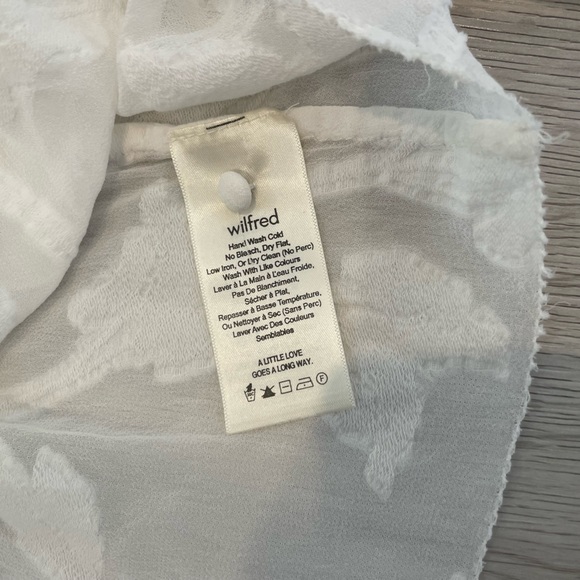 wilfred
Hand Wash Cold
No Bleach, Dry Flat,
Low Iron, Or Dry Clean (No Perc)
Wash With Like Colours
Laver à La Main à L'eau Froide,
Pas De Blanchiment,
Sécher à Plat,
Repasser à Basse Température,
Ou Nettoyer à Sec (Sans Perc)
Laver Avec Des Couleurs
Semblables
A LITTLE LOVE
GOES A LONG WAY.
F